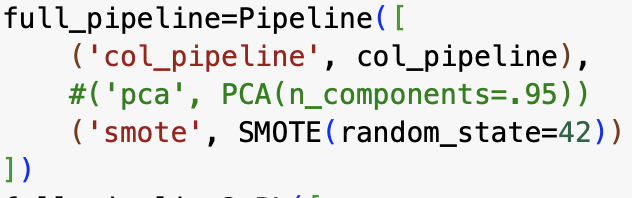 full_pipeline=Pipeline([
    ('col_pipeline', col_pipeline),
    #('pca', PCA(n_components=.95))
    ('smote', SMOTE(random_state=42))
])